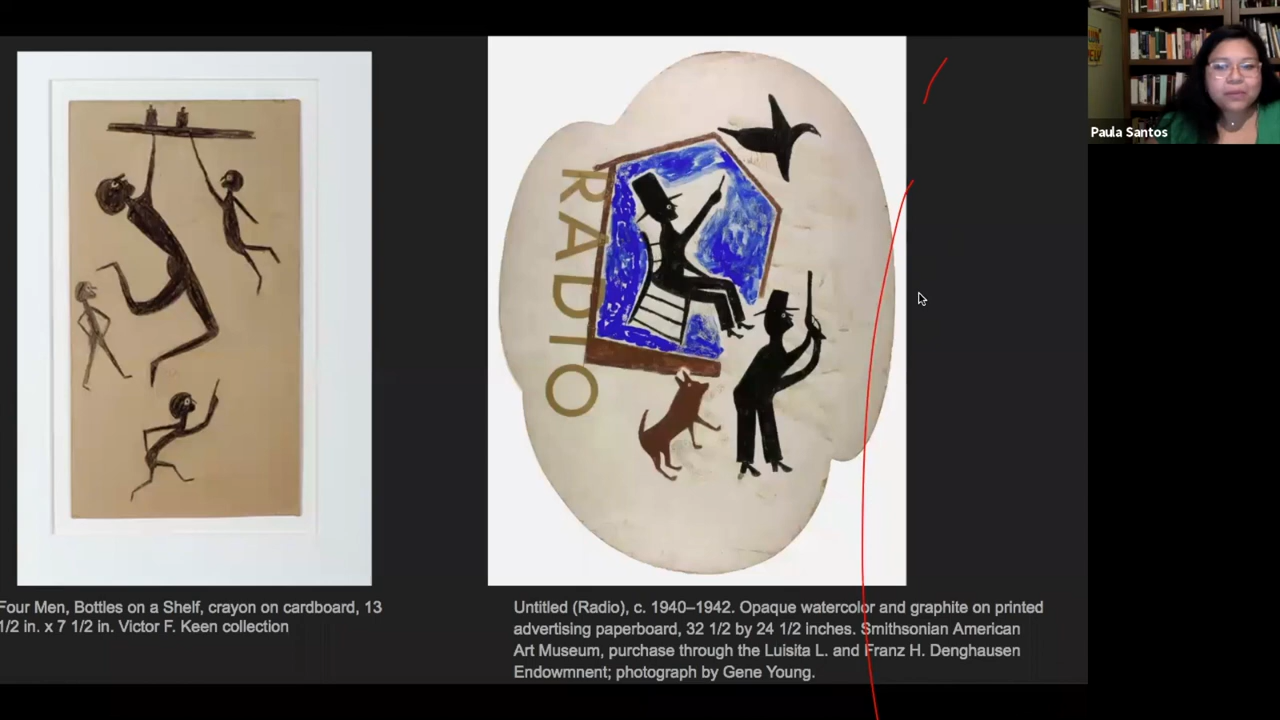 Paula Santos
RADIO
Four Men, Bottles on a Shelf, crayon on cardboard, 13
1/2 in. x 7 1/2 in. Victor F. Keen collection
Untitled (Radio), c. 1940–1942. Opaque watercolor and graphite on printed
advertising paperboard, 32 1/2 by 24 1/2 inches. Smithsonian American
Art Museum, purchase through the Luisita L. and Franz H. Denghausen
Endowmnent; photograph by Gene Young.